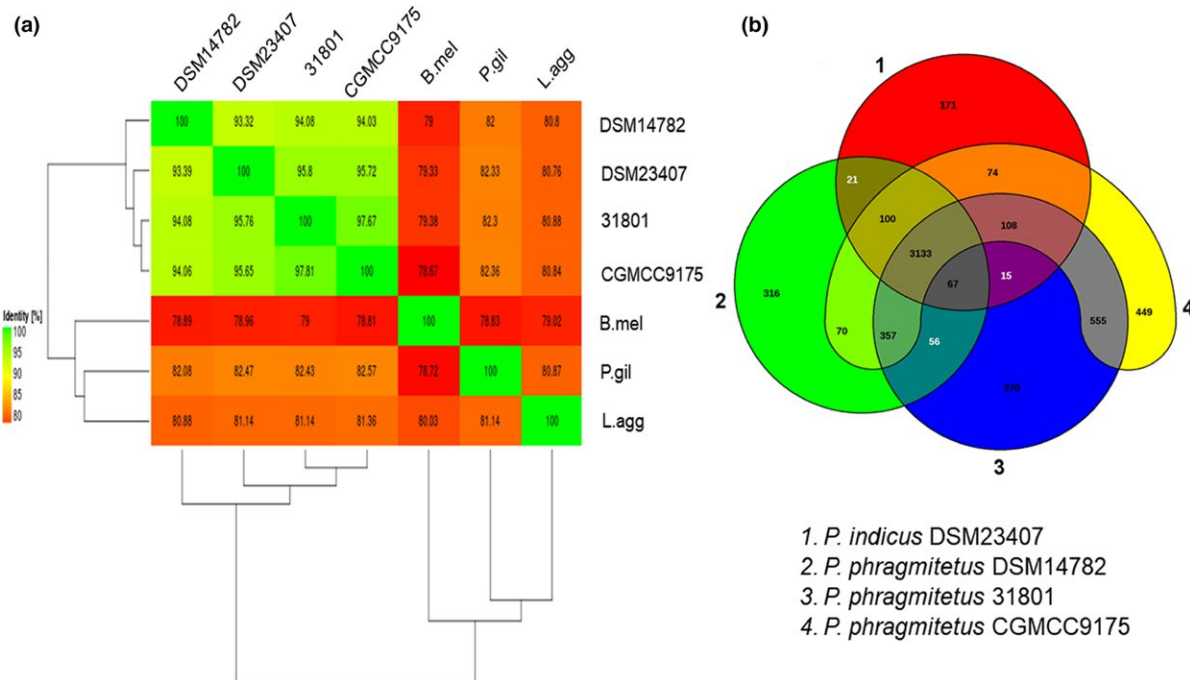 (a)
DSM14782 DSM23407 31801 CGMCC9175 B.mel P.gil L.agg
100 93.32 94.08 94.03 79 82 80.8 DSM14782
93.39 100 95.8 95.72 79.33 82.33 80.76 DSM23407
94.08 95.76 100 97.67 79.38 82.3 80.88 31801
94.06 95.65 97.81 100 78.67 82.36 80.84 CGMCC9175
78.89 78.96 79 78.81 100 78.83 79.02 B.mel
82.08 82.47 82.43 82.57 78.72 100 80.87 P.gil
80.88 81.14 81.14 81.36 80.03 81.14 100 L.agg
Identity [%]
100
95
90
85
80
(b)
1
171
74
21
100
108
3133
67
15
2
316
70
357
56
555
449
4
3
1. P. indicus DSM23407
2. P. phragmitetus DSM14782
3. P. phragmitetus 31801
4. P. phragmitetus CGMCC9175